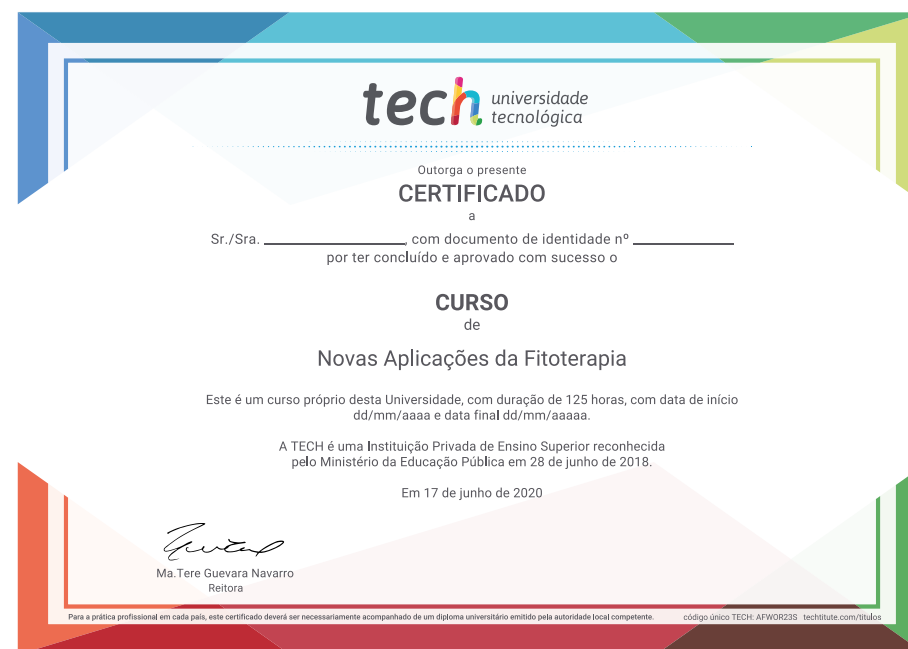 tech universidade
tecnológica
Outorga o presente
CERTIFICADO
a
Sr./Sra. ________________, com documento de identidade nº ____________
por ter concluído e aprovado com sucesso o
CURSO
de
Novas Aplicações da Fitoterapia
Este é um curso próprio desta Universidade, com duração de 125 horas, com data de início
dd/mm/aaaa e data final dd/mm/aaaaa.
A TECH é uma Instituição Privada de Ensino Superior reconhecida
pelo Ministério da Educação Pública em 28 de junho de 2018.
Em 17 de junho de 2020
Ma.Tere Guevara Navarro
Reitora
Para a prática profissional em cada país, este certificado deverá ser necessariamente acompanhado de um diploma universitário emitido pela autoridade local competente. código único TECH: AFWOR23S techtitute.com/titulos